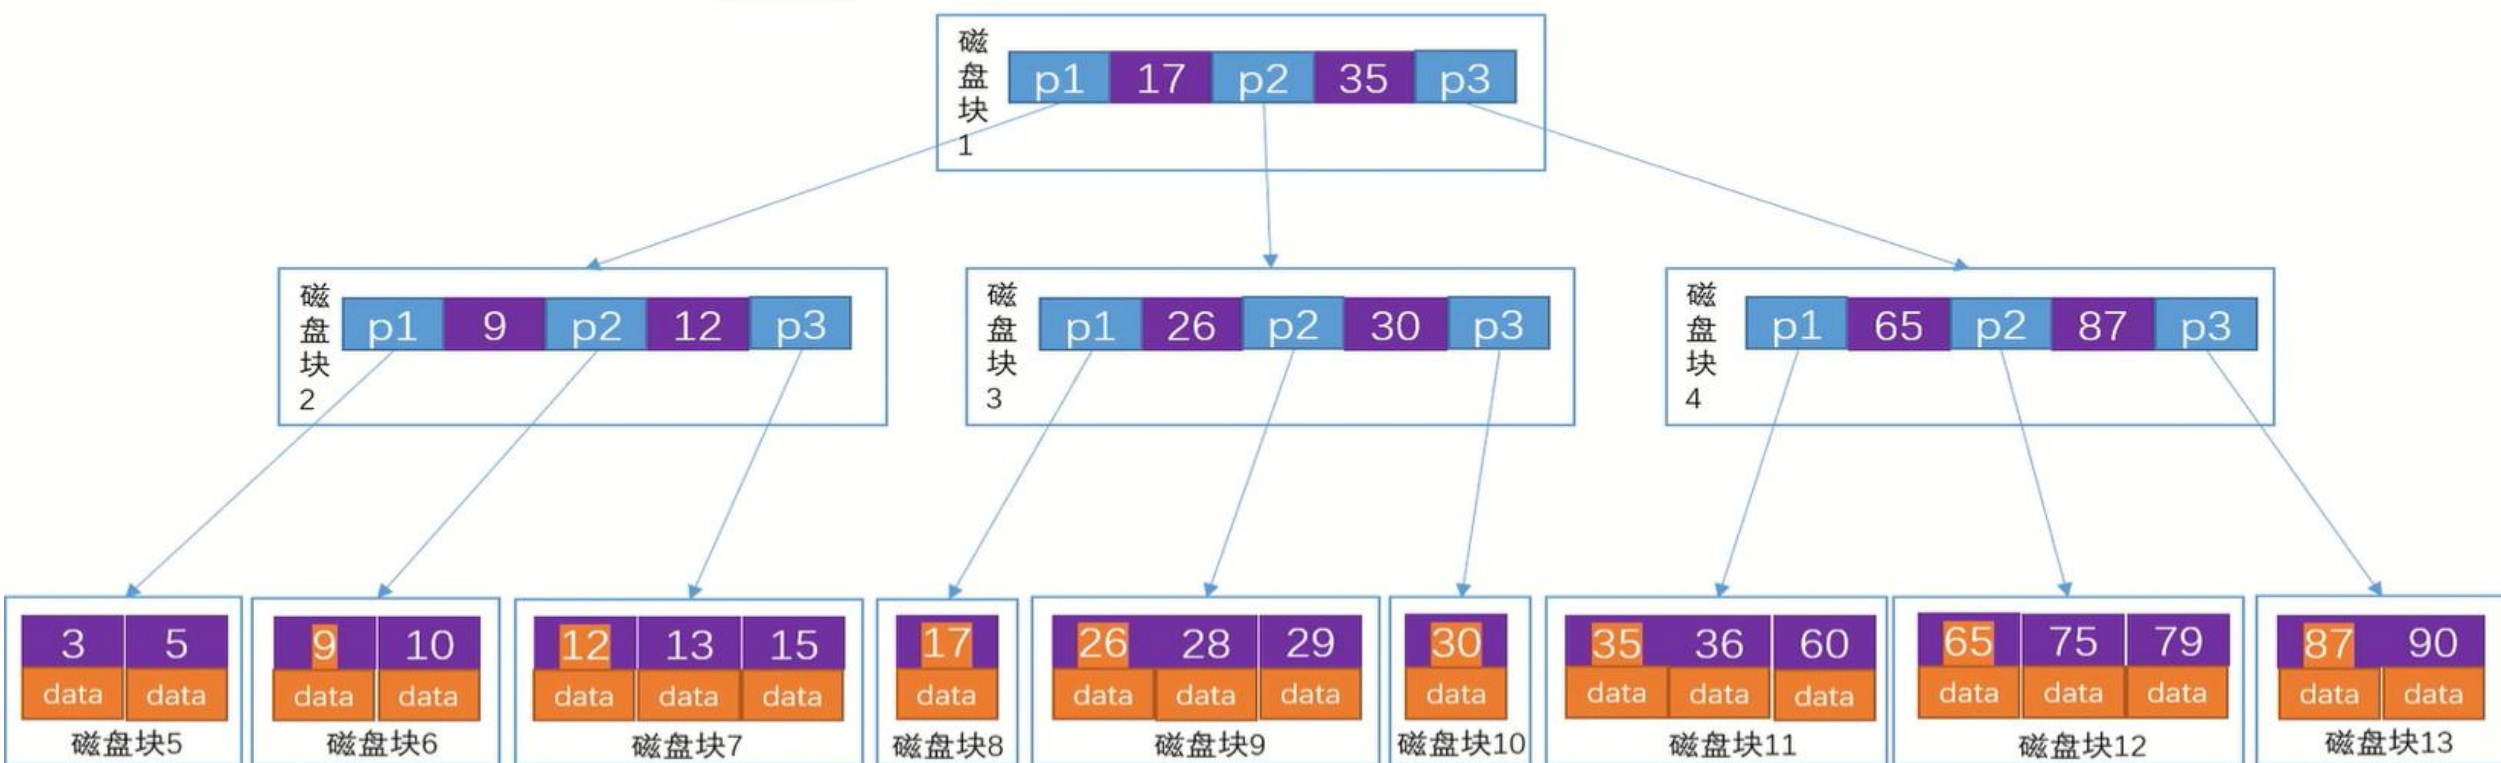 磁盘块1
p1 17 p2 35 p3
磁盘块2
p1 9 p2 12 p3
磁盘块3
p1 26 p2 30 p3
磁盘块4
p1 65 p2 87 p3
3 5
data data
磁盘块5
9 10
data data
磁盘块6
12 13 15
data data data
磁盘块7
17
data
磁盘块8
26 28 29
data data data
磁盘块9
30
data
磁盘块10
35 36 60
data data data
磁盘块11
65 75 79
data data data
磁盘块12
87 90
data data
磁盘块13